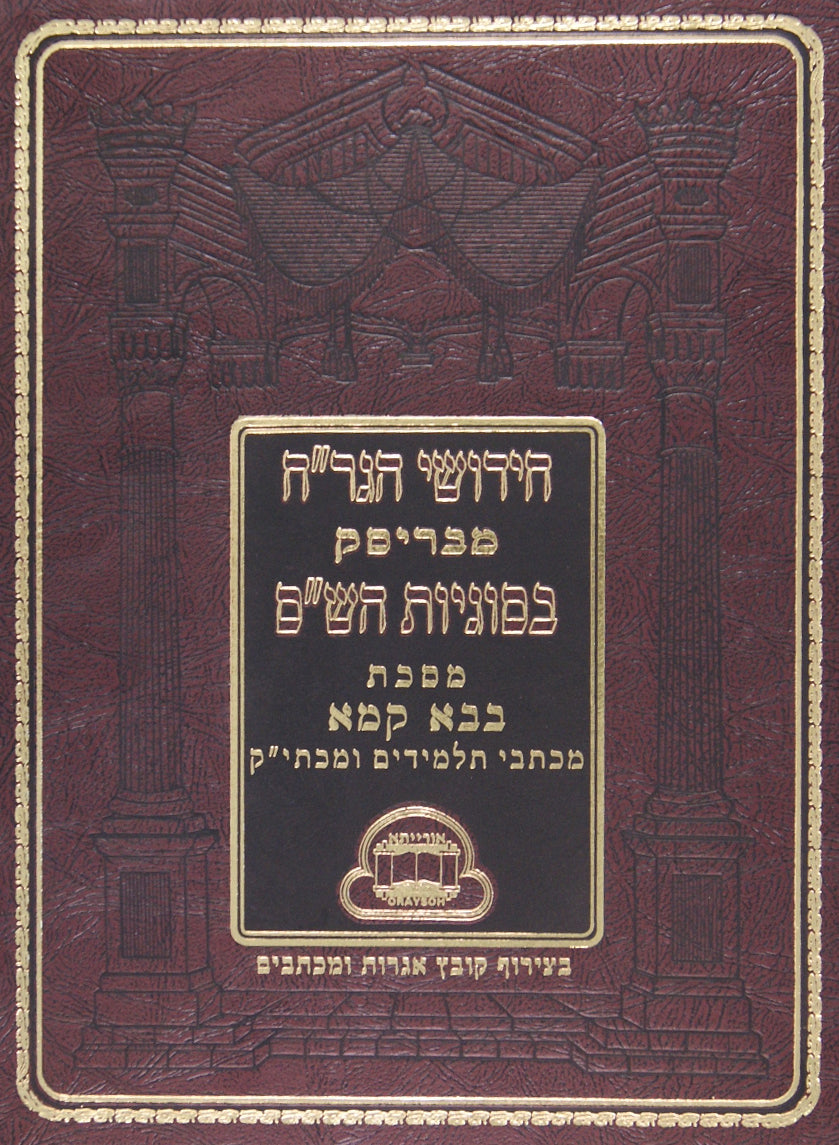 חידושי הגר"ח
מבריסק
בסוגיות הש"ס
מסכת
בבא קמא
מכתבי תלמידים ומכתי"ק
אורייתא
ORAYSOH
בצירוף קובץ אגרות ומכתבים